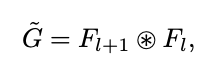 G̃ = F_{l+1} ⊛ F_l,